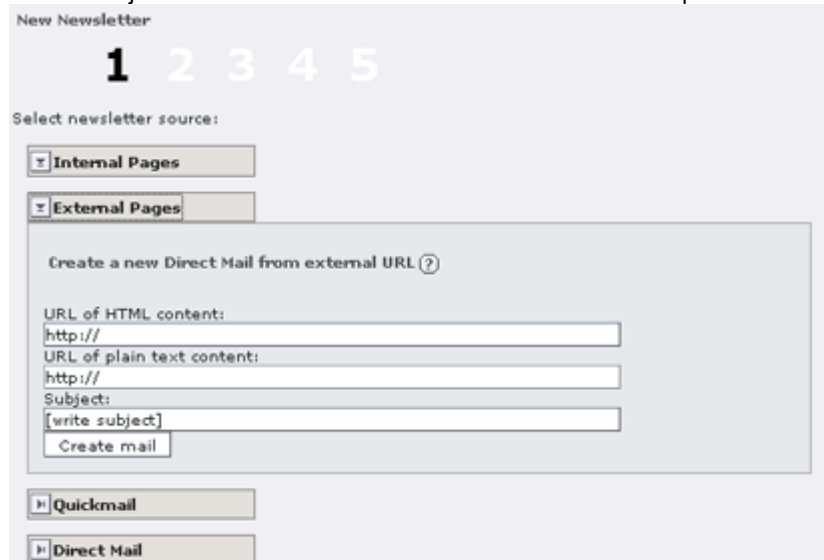 New Newsletter
1 2 3 4 5
Select newsletter source:
Internal Pages
External Pages
Create a new Direct Mail from external URL ?
URL of HTML content:
http://
URL of plain text content:
http://
Subject:
[write subject]
Create mail
Quickmail
Direct Mail